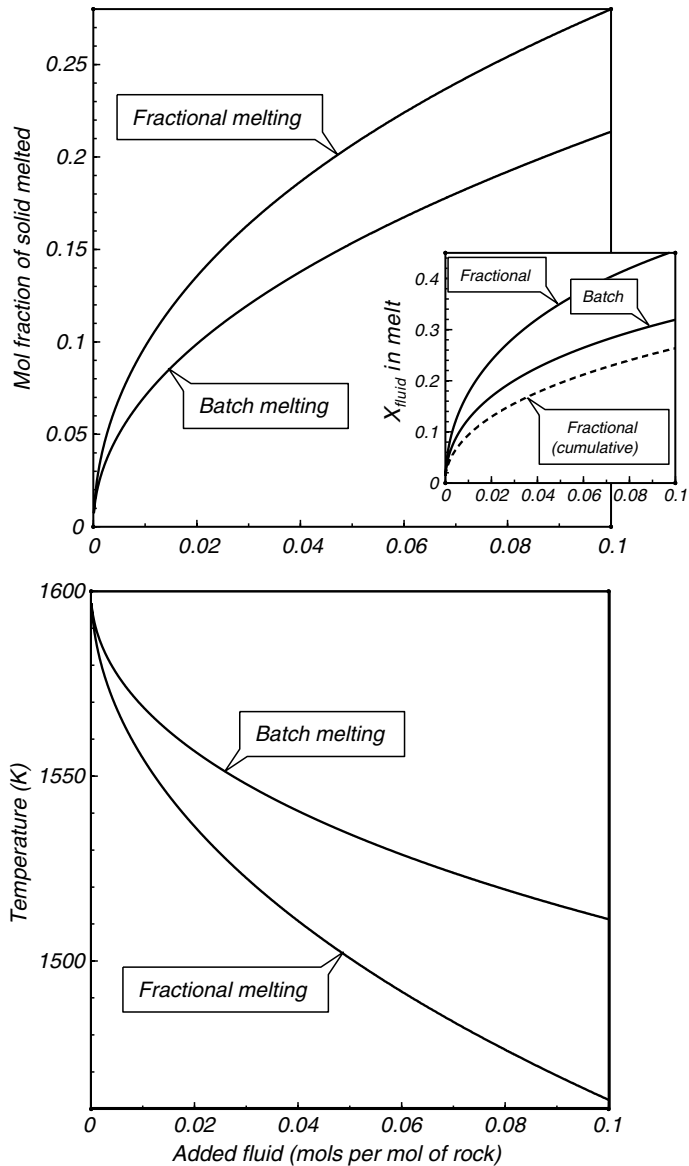 Mol fraction of solid melted
0.25
0.2
0.15
0.1
0.05
0
Fractional melting
Batch melting
0
0.02
0.04
0.06
0.08
0.1
X_fluid in melt
0.4
0.3
0.2
0.1
0
Fractional
Batch
Fractional
(cumulative)
0
0.02
0.04
0.06
0.08
0.1
Temperature (K)
1600
1550
1500
Batch melting
Fractional melting
0
0.02
0.04
0.06
0.08
0.1
Added fluid (mols per mol of rock)